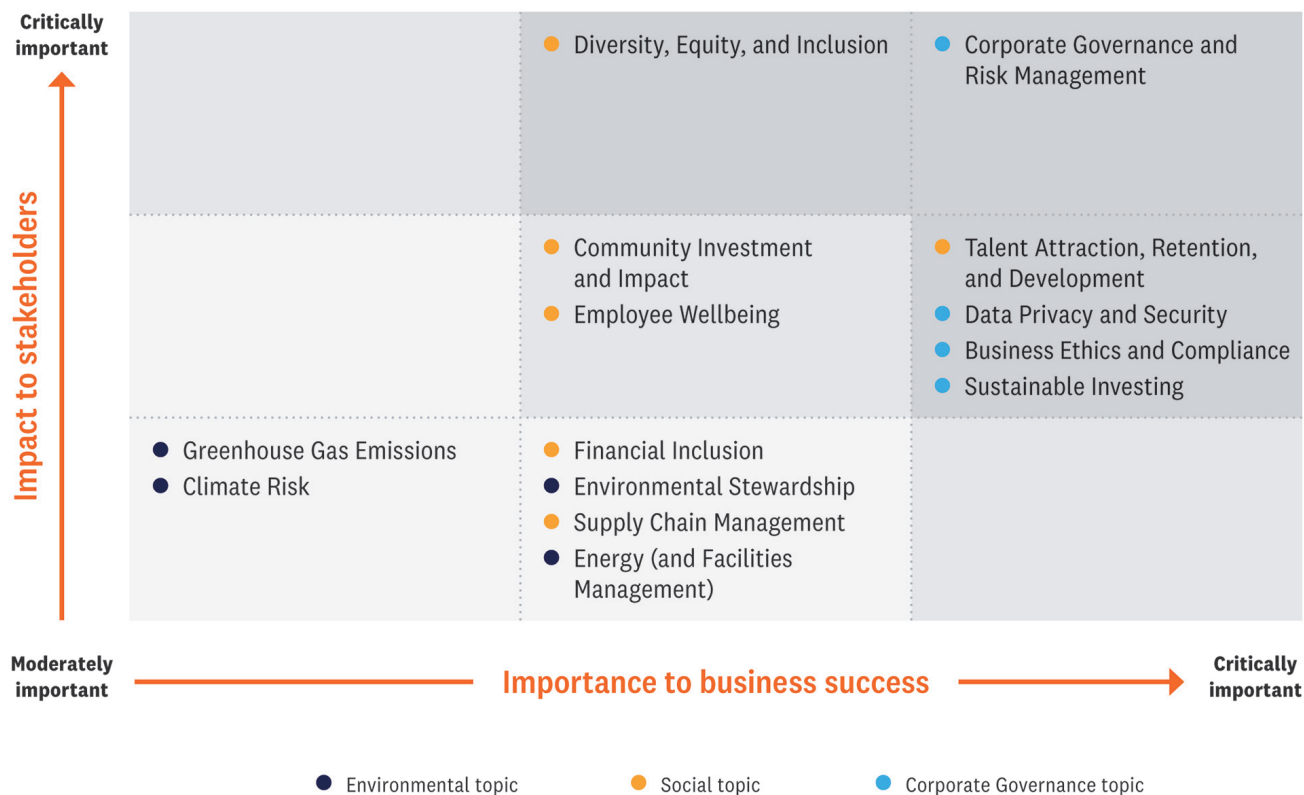 Critically
important
Impact to stakeholders
Diversity, Equity, and Inclusion
Corporate Governance and
Risk Management
Community Investment
and Impact
Employee Wellbeing
Talent Attraction, Retention,
and Development
Data Privacy and Security
Business Ethics and Compliance
Sustainable Investing
Greenhouse Gas Emissions
Climate Risk
Financial Inclusion
Environmental Stewardship
Supply Chain Management
Energy (and Facilities
Management)
Moderately
important
Importance to business success
Critically
important
Environmental topic
Social topic
Corporate Governance topic